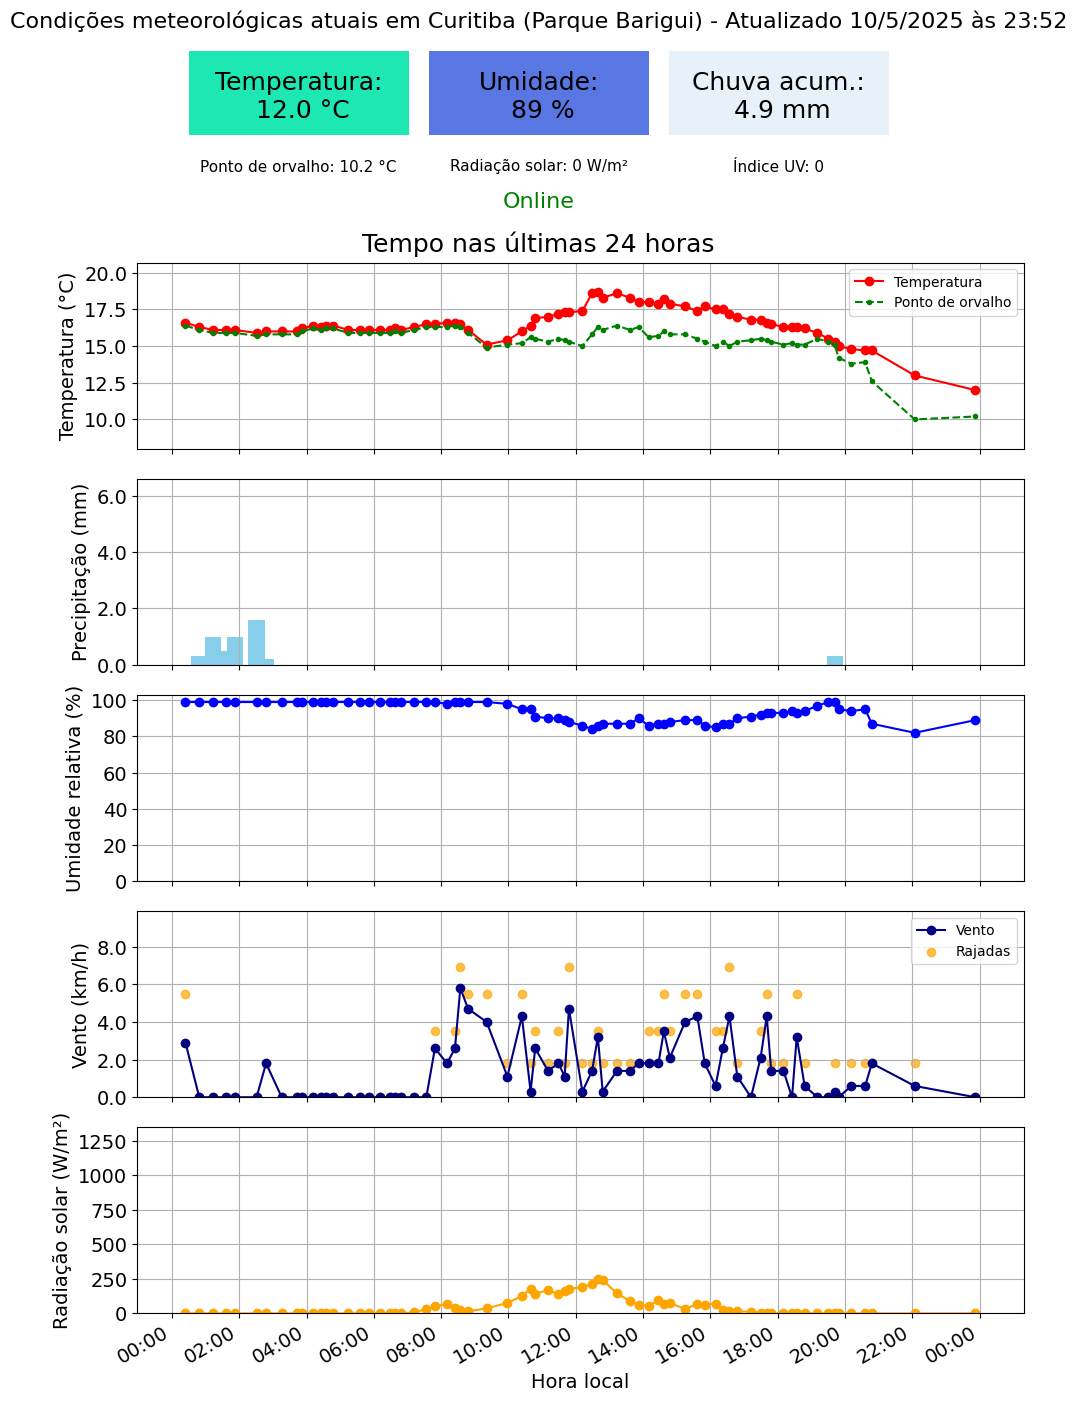 Condições meteorológicas atuais em Curitiba (Parque Barigui) - Atualizado 10/5/2025 às 23:52
Temperatura:
12.0 °C
Umidade:
89 %
Chuva acum.:
4.9 mm
Ponto de orvalho: 10.2 °C
Radiação solar: 0 W/m²
Índice UV: 0
Online
Tempo nas últimas 24 horas
Temperatura (°C)
20.0
17.5
15.0
12.5
10.0
Temperatura
Ponto de orvalho
Precipitação (mm)
6.0
4.0
2.0
0.0
Umidade relativa (%)
100
80
60
40
20
0
Vento (km/h)
8.0
6.0
4.0
2.0
0.0
Vento
Rajadas
Radiação solar (W/m²)
1250
1000
750
500
250
0
00:00
02:00
04:00
06:00
08:00
10:00
12:00
14:00
16:00
18:00
20:00
22:00
00:00
Hora local